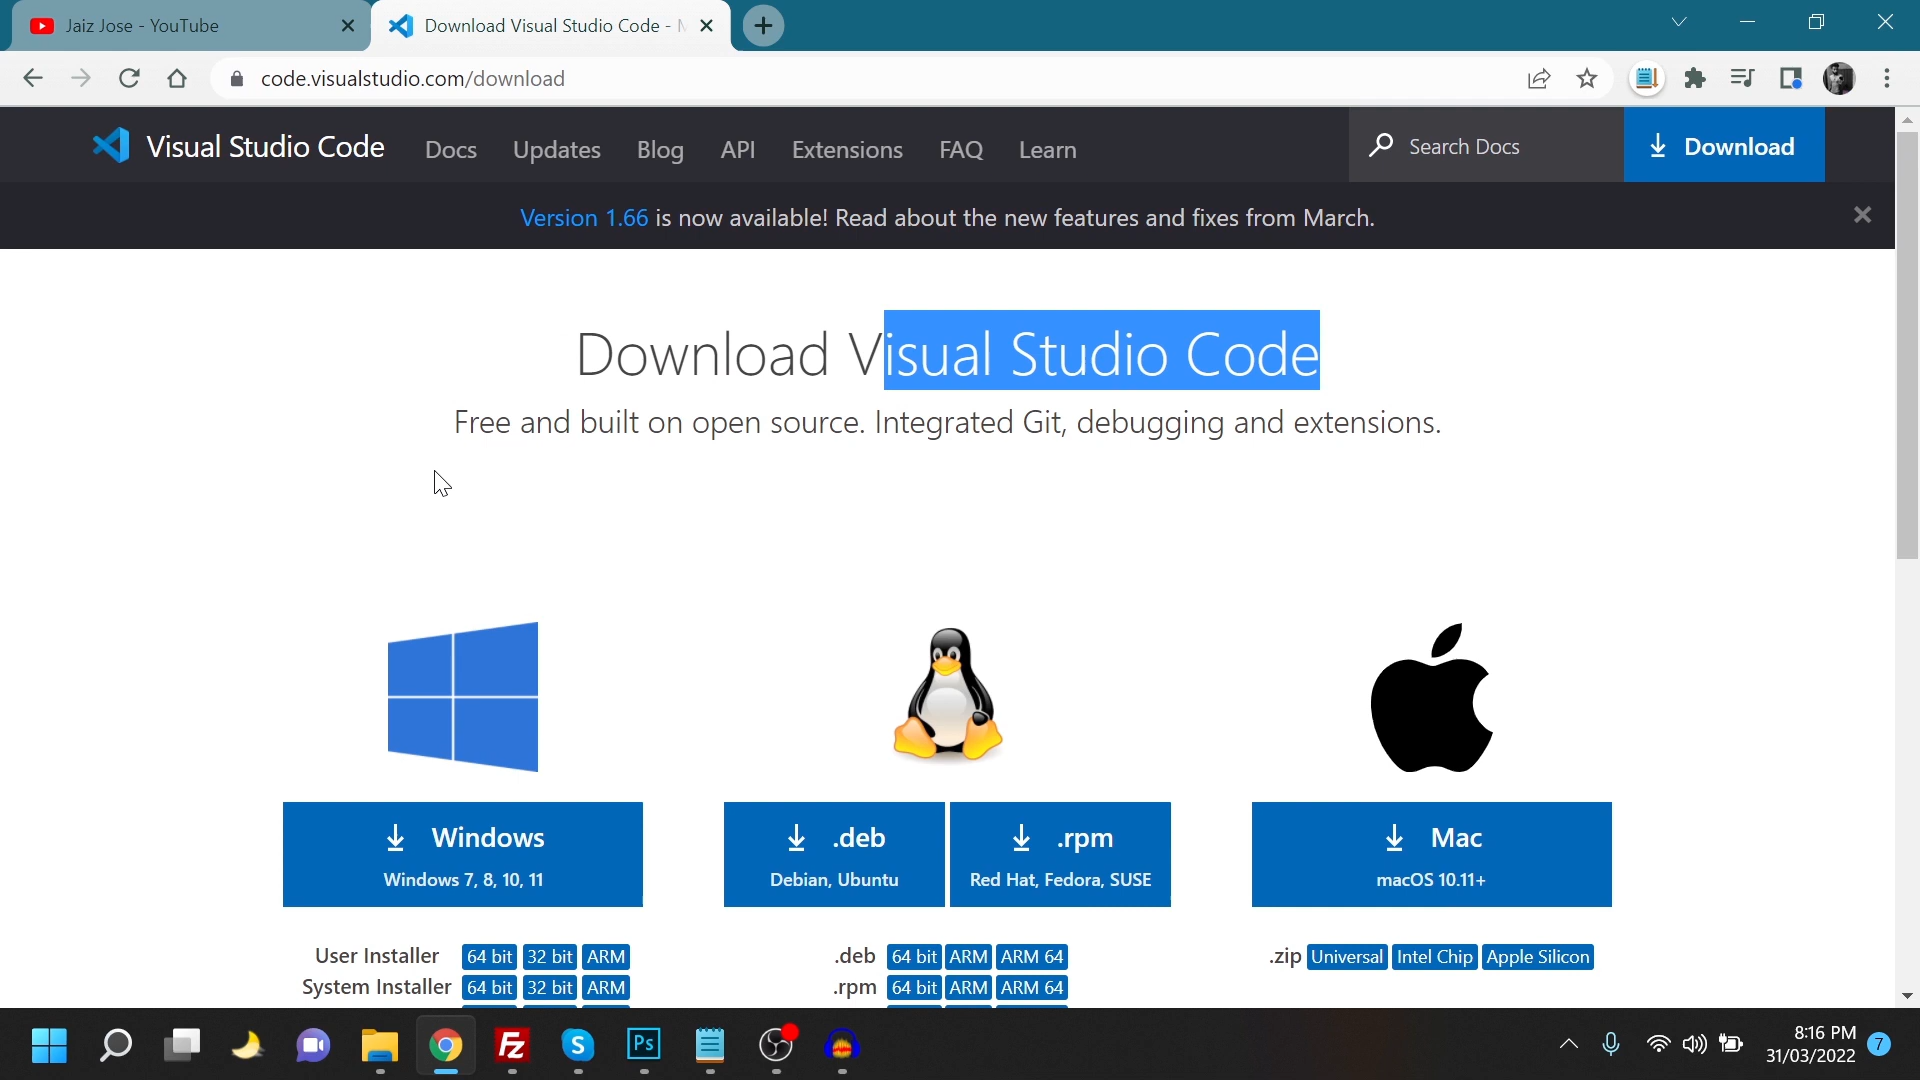 Jaiz Jose - YouTube
Download Visual Studio Code -
code.visualstudio.com/download
Visual Studio Code
Docs
Updates
Blog
API
Extensions
FAQ
Learn
Search Docs
Download
Version 1.66 is now available! Read about the new features and fixes from March.
Download Visual Studio Code
Free and built on open source. Integrated Git, debugging and extensions.
Windows
Windows 7, 8, 10, 11
.deb
Debian, Ubuntu
.rpm
Red Hat, Fedora, SUSE
Mac
macOS 10.11+
User Installer 64 bit 32 bit ARM
System Installer 64 bit 32 bit ARM
.deb 64 bit ARM ARM 64
.rpm 64 bit ARM ARM 64
.zip Universal Intel Chip Apple Silicon
Fz
S
Ps
8:16 PM
31/03/2022
7